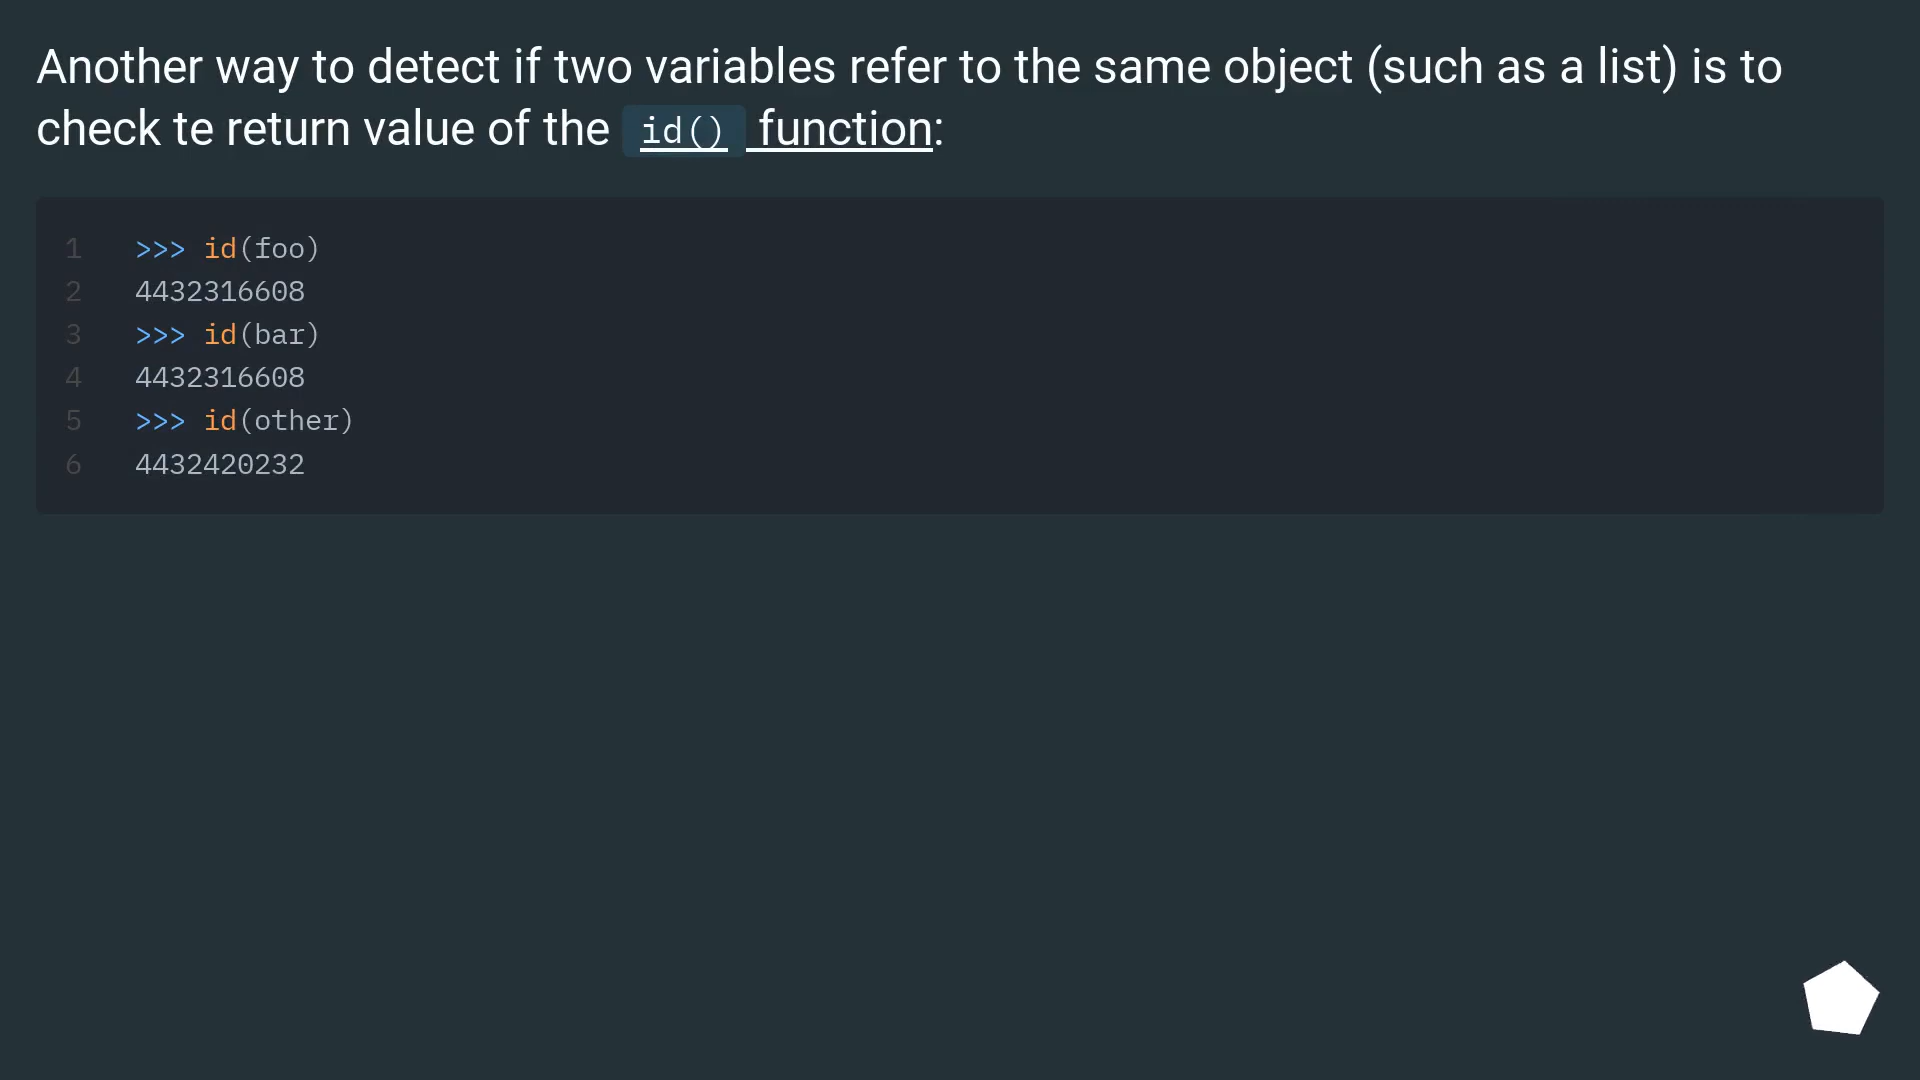 Another way to detect if two variables refer to the same object (such as a list) is to
check te return value of the id() function:
1 >>> id(foo)
2 4432316608
3 >>> id(bar)
4 4432316608
5 >>> id(other)
6 4432420232